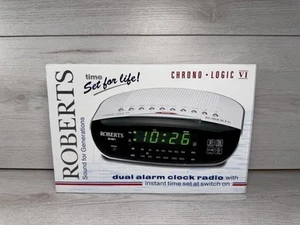 ROBERTS
Sound for Generations
time
Set for life!
CHRONO • LOGIC VI
ROBERTS
10:26
dual alarm clock radio with
instant time set at switch on